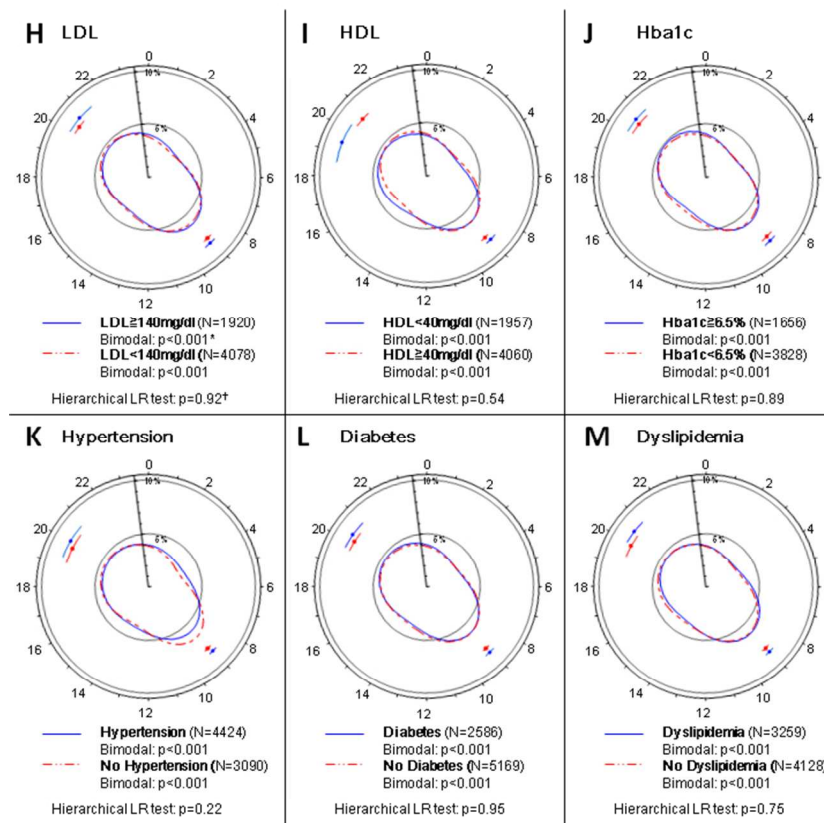 H LDL
0
2
4
6
8
10
12
14
16
18
20
22
10%
6%
LDL≧140mg/dl (N=1920)
Bimodal: p<0.001*
LDL<140mg/dl (N=4078)
Bimodal: p<0.001
Hierarchical LR test: p=0.92†
I HDL
0
2
4
6
8
10
12
14
16
18
20
22
10%
6%
HDL<40mg/dl (N=1957)
Bimodal: p<0.001
HDL≧40mg/dl (N=4060)
Bimodal: p<0.001
Hierarchical LR test: p=0.54
J Hba1c
0
2
4
6
8
10
12
14
16
18
20
22
10%
6%
Hba1c≧6.5% (N=1656)
Bimodal: p<0.001
Hba1c<6.5% (N=3828)
Bimodal: p<0.001
Hierarchical LR test: p=0.89
K Hypertension
0
2
4
6
8
10
12
14
16
18
20
22
10%
6%
Hypertension (N=4424)
Bimodal: p<0.001
No Hypertension (N=3090)
Bimodal: p<0.001
Hierarchical LR test: p=0.22
L Diabetes
0
2
4
6
8
10
12
14
16
18
20
22
10%
6%
Diabetes (N=2586)
Bimodal: p<0.001
No Diabetes (N=5169)
Bimodal: p<0.001
Hierarchical LR test: p=0.95
M Dyslipidemia
0
2
4
6
8
10
12
14
16
18
20
22
10%
6%
Dyslipidemia (N=3259)
Bimodal: p<0.001
No Dyslipidemia (N=4128)
Bimodal: p<0.001
Hierarchical LR test: p=0.75